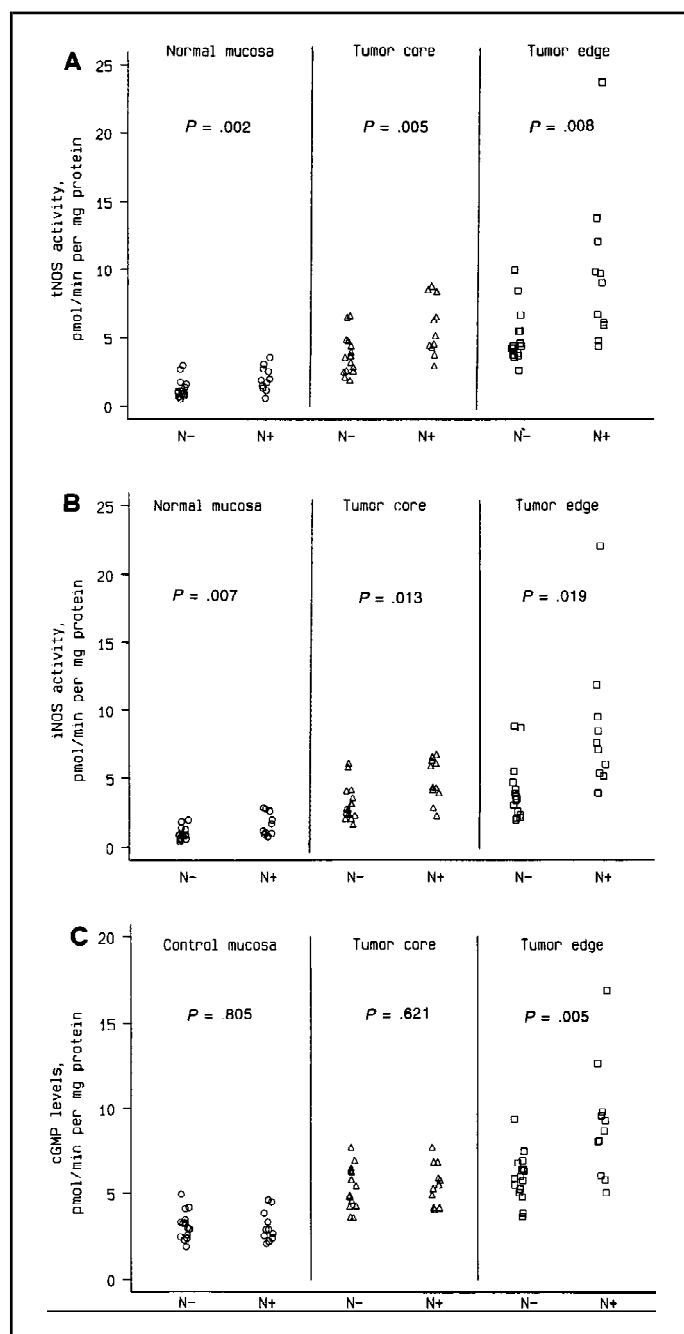 A
Normal mucosa Tumor core Tumor edge
25
P = .002 P = .005 P = .008
20
15
10
5
0
tNOS activity,
pmol/min per mg protein
N- N+ N- N+ N- N+
B
Normal mucosa Tumor core Tumor edge
25
P = .007 P = .013 P = .019
20
15
10
5
0
iNOS activity,
pmol/min per mg protein
N- N+ N- N+ N- N+
C
Control mucosa Tumor core Tumor edge
20
P = .805 P = .621 P = .005
15
10
5
0
cGMP levels,
pmol/min per mg protein
N- N+ N- N+ N- N+